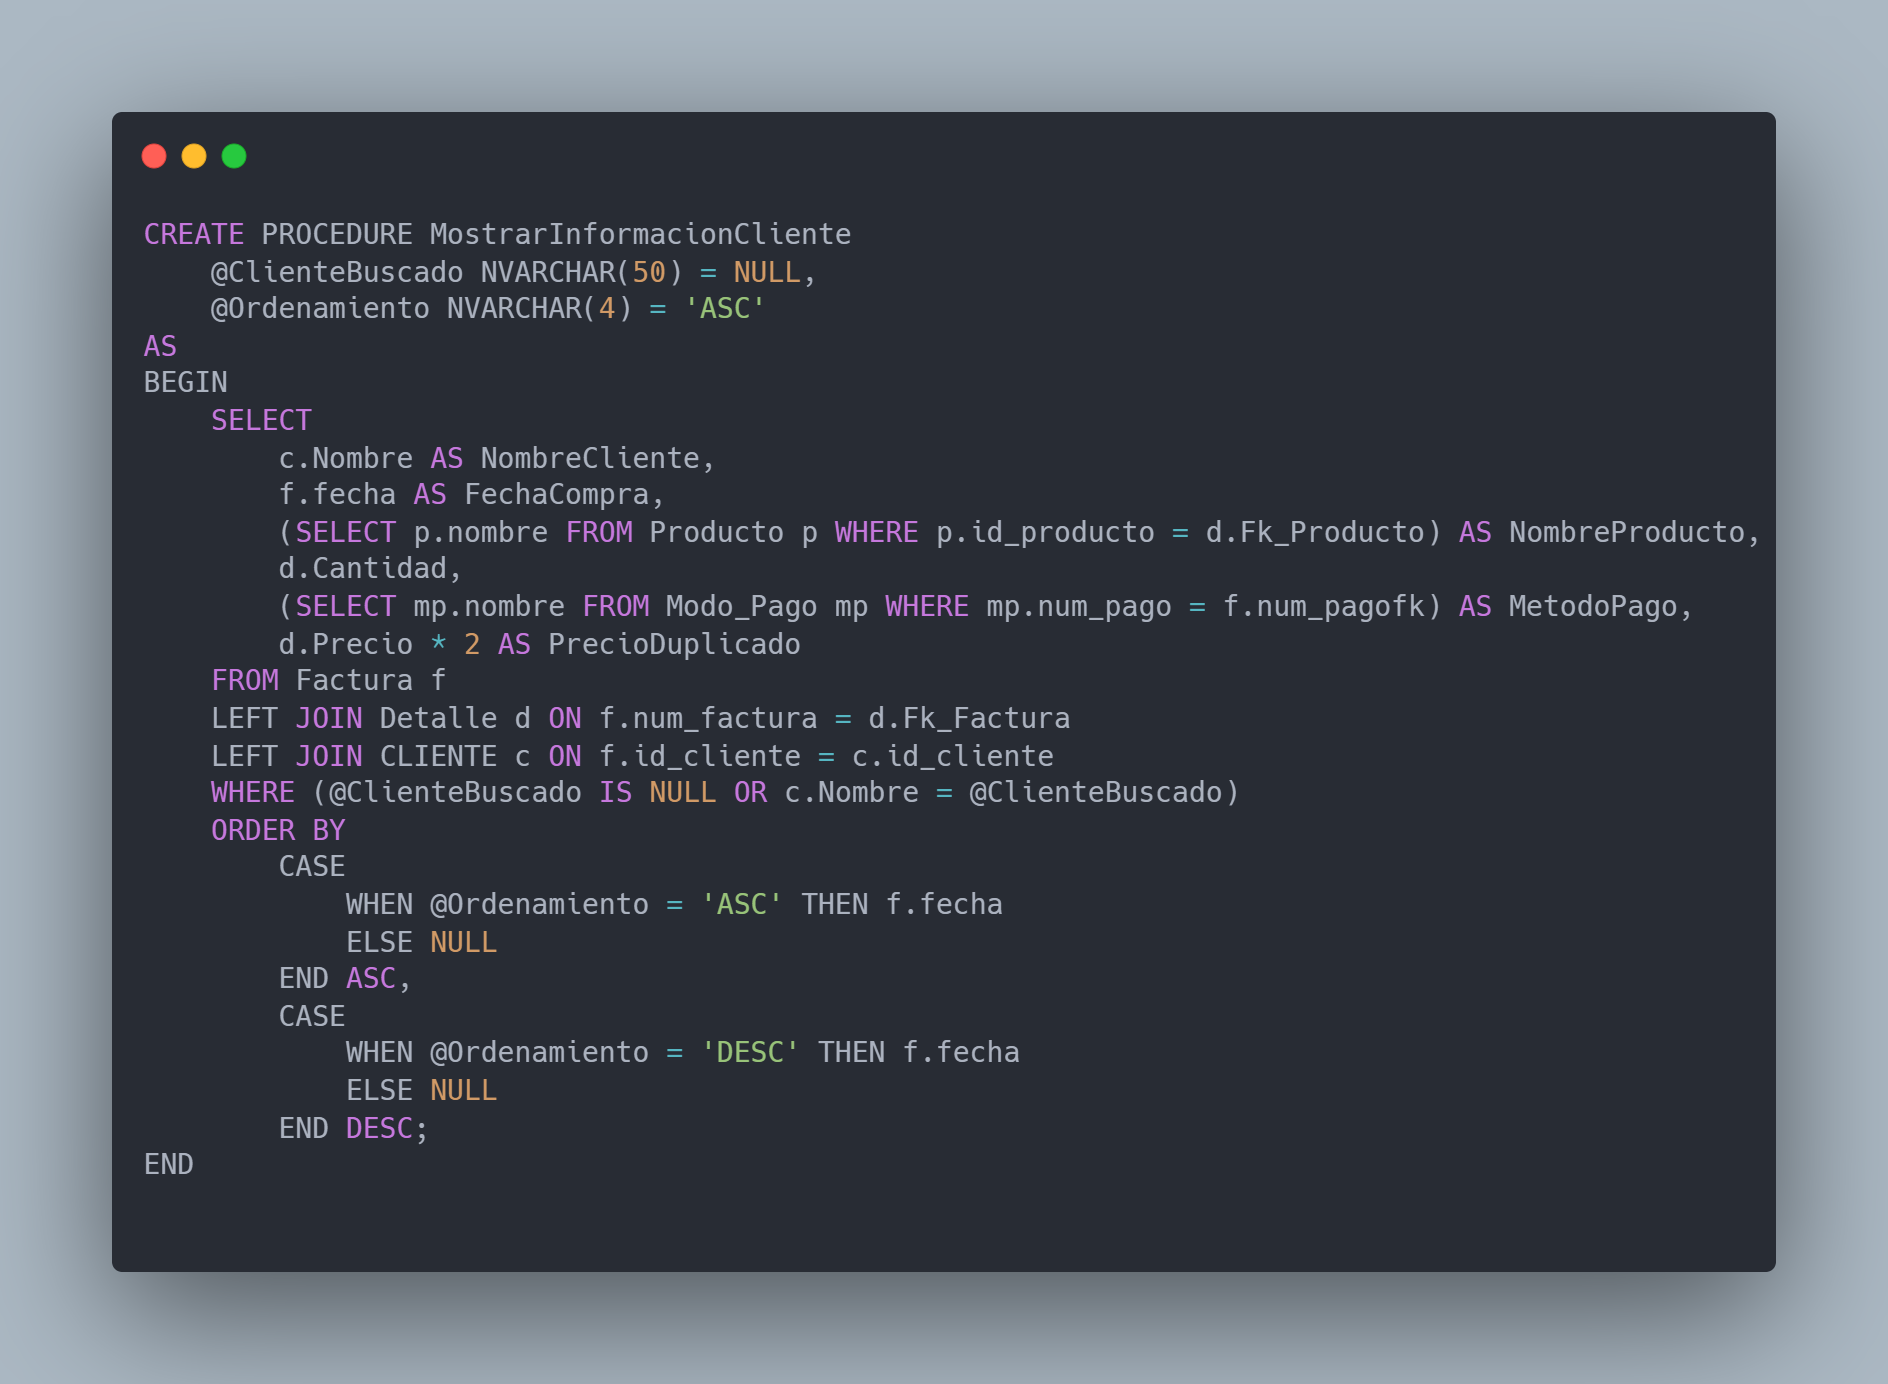 CREATE PROCEDURE MostrarInformacionCliente
    @ClienteBuscado NVARCHAR(50) = NULL,
    @Ordenamiento NVARCHAR(4) = 'ASC'
AS
BEGIN
    SELECT
        c.Nombre AS NombreCliente,
        f.fecha AS FechaCompra,
        (SELECT p.nombre FROM Producto p WHERE p.id_producto = d.Fk_Producto) AS NombreProducto,
        d.Cantidad,
        (SELECT mp.nombre FROM Modo_Pago mp WHERE mp.num_pago = f.num_pagofk) AS MetodoPago,
        d.Precio * 2 AS PrecioDuplicado
    FROM Factura f
    LEFT JOIN Detalle d ON f.num_factura = d.Fk_Factura
    LEFT JOIN CLIENTE c ON f.id_cliente = c.id_cliente
    WHERE (@ClienteBuscado IS NULL OR c.Nombre = @ClienteBuscado)
    ORDER BY
        CASE
            WHEN @Ordenamiento = 'ASC' THEN f.fecha
            ELSE NULL
        END ASC,
        CASE
            WHEN @Ordenamiento = 'DESC' THEN f.fecha
            ELSE NULL
        END DESC;
END